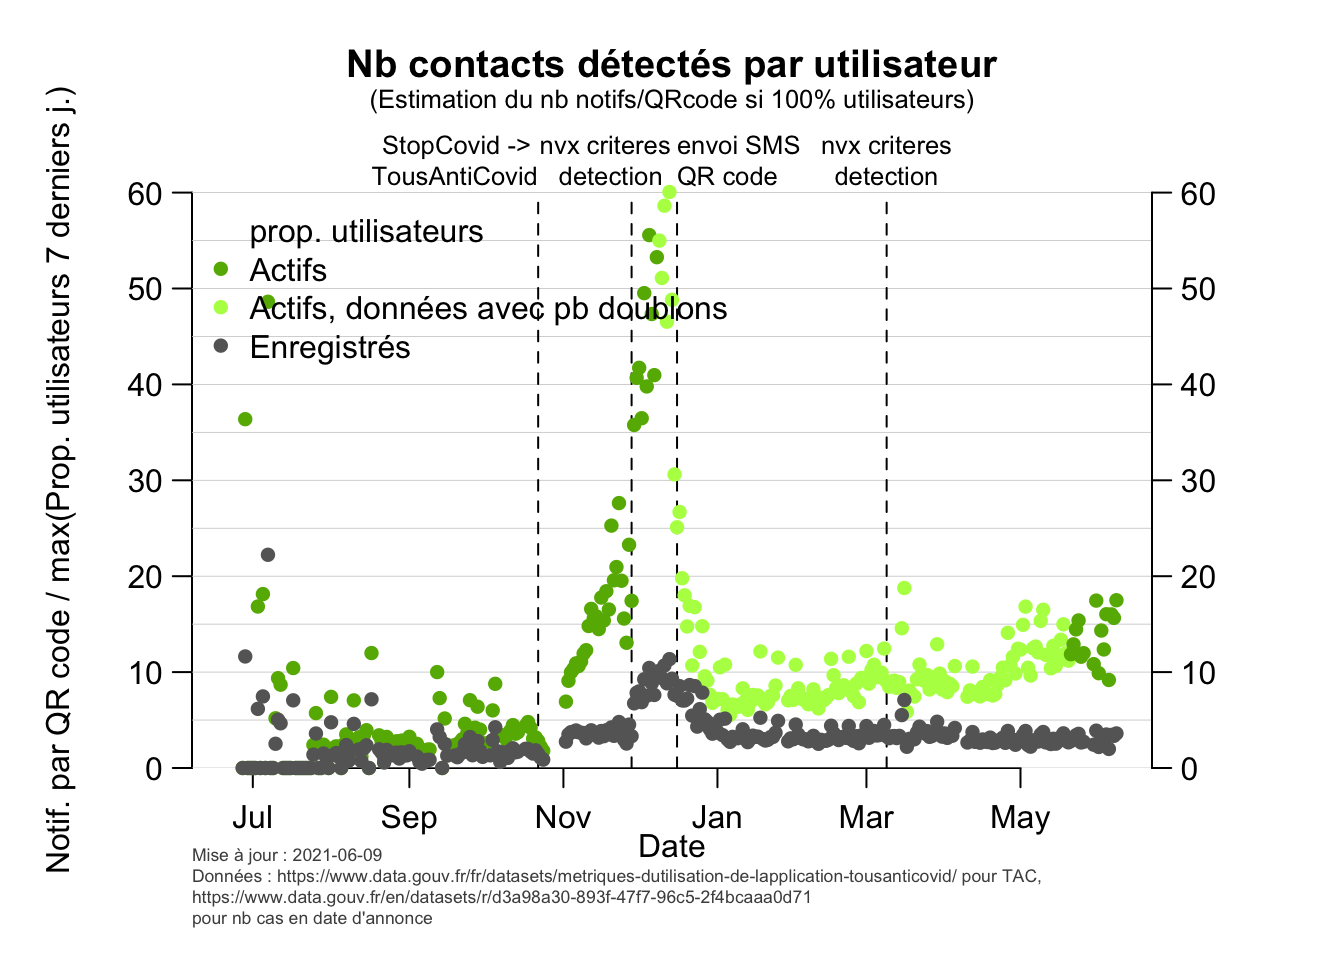 Nb contacts détectés par utilisateur
(Estimation du nb notifs/QRcode si 100% utilisateurs)
StopCovid -> nvx criteres envoi SMS nvx criteres
TousAntiCovid detection QR code detection
Notif. par QR code / max(Prop. utilisateurs 7 derniers j.)
60 60
50 50
40 40
30 30
20 20
10 10
0 0
prop. utilisateurs
Actifs
Actifs, données avec pb doublons
Enregistrés
Jul Sep Nov Jan Mar May
Date
Mise à jour : 2021-06-09
Données : https://www.data.gouv.fr/fr/datasets/metriques-dutilisation-de-lapplication-tousanticovid/ pour TAC,
https://www.data.gouv.fr/en/datasets/r/d3a98a30-893f-47f7-96c5-2f4bcaaa0d71
pour nb cas en date d'annonce